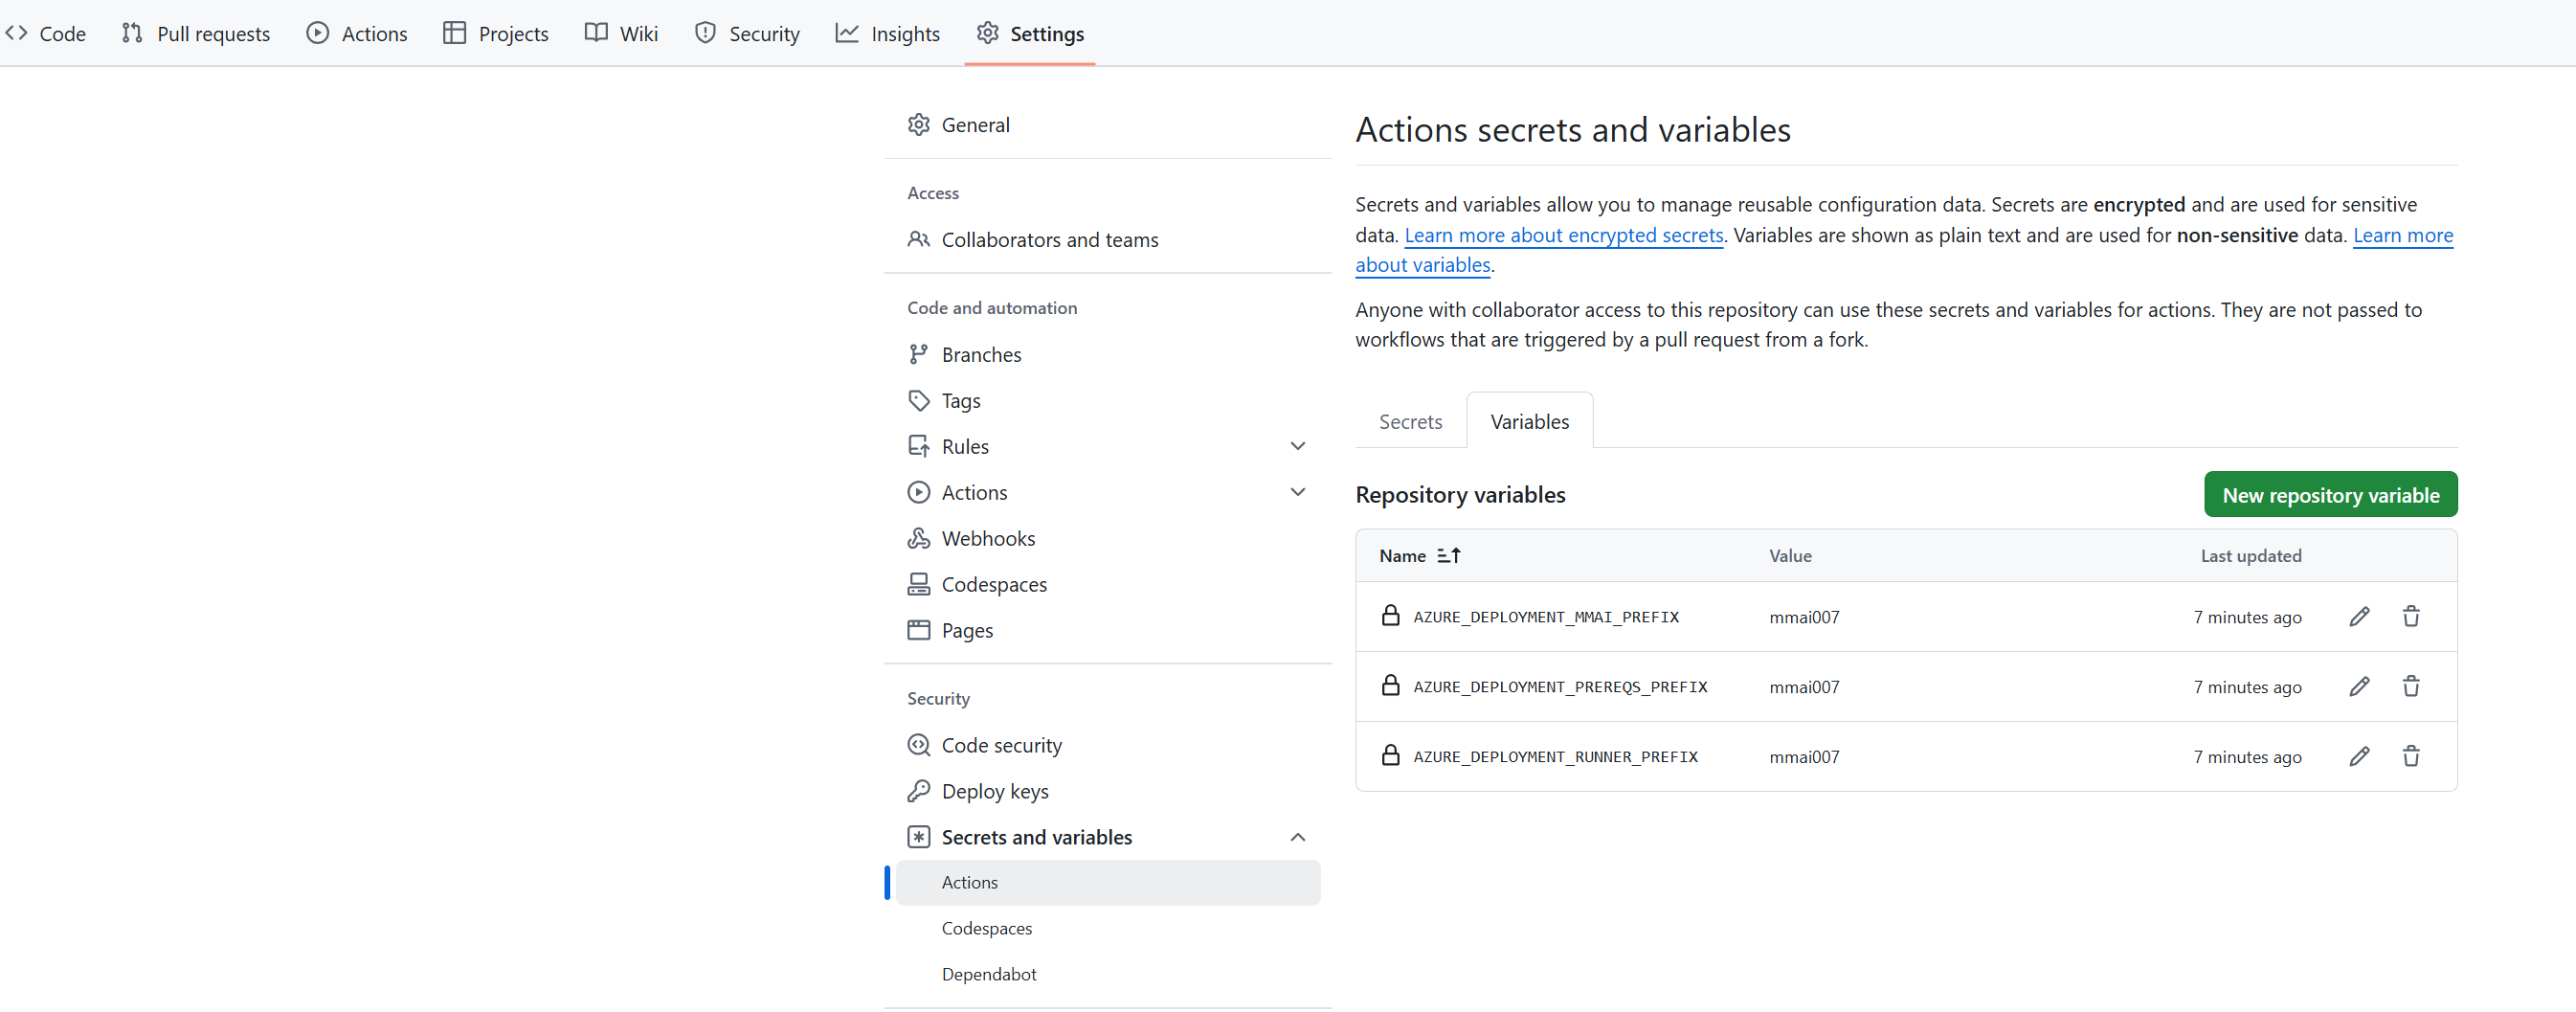 Code Pull requests Actions Projects Wiki Security Insights Settings
General
Access
Collaborators and teams
Code and automation
Branches
Tags
Rules
Actions
Webhooks
Codespaces
Pages
Security
Code security
Deploy keys
Secrets and variables
Actions
Codespaces
Dependabot
Actions secrets and variables
Secrets and variables allow you to manage reusable configuration data. Secrets are encrypted and are used for sensitive
data. Learn more about encrypted secrets. Variables are shown as plain text and are used for non-sensitive data. Learn more
about variables.
Anyone with collaborator access to this repository can use these secrets and variables for actions. They are not passed to
workflows that are triggered by a pull request from a fork.
Secrets Variables
Repository variables New repository variable
Name Value Last updated
AZURE_DEPLOYMENT_MMAI_PREFIX mmai007 7 minutes ago
AZURE_DEPLOYMENT_PREREQS_PREFIX mmai007 7 minutes ago
AZURE_DEPLOYMENT_RUNNER_PREFIX mmai007 7 minutes ago